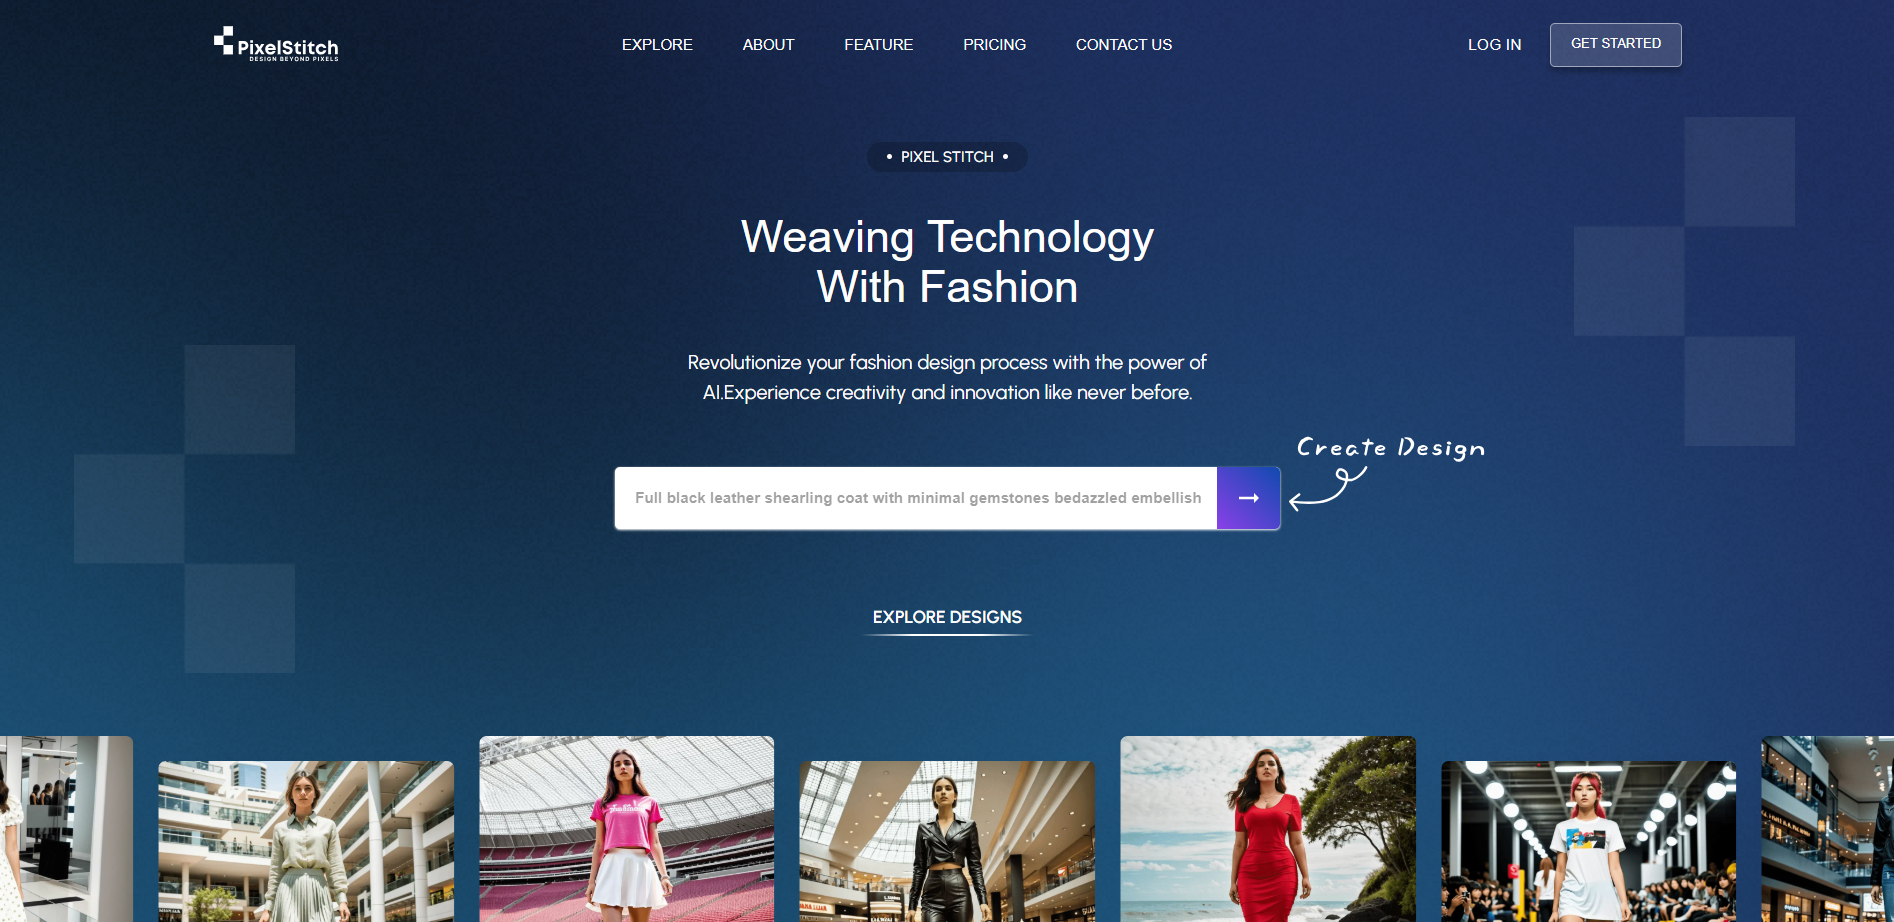 PixelStitch
DESIGN BEYOND PIXELS
EXPLORE
ABOUT
FEATURE
PRICING
CONTACT US
LOG IN
GET STARTED
• PIXEL STITCH •
Weaving Technology
With Fashion
Revolutionize your fashion design process with the power of
AI.Experience creativity and innovation like never before.
Create Design
Full black leather shearling coat with minimal gemstones bedazzled embellish
EXPLORE DESIGNS